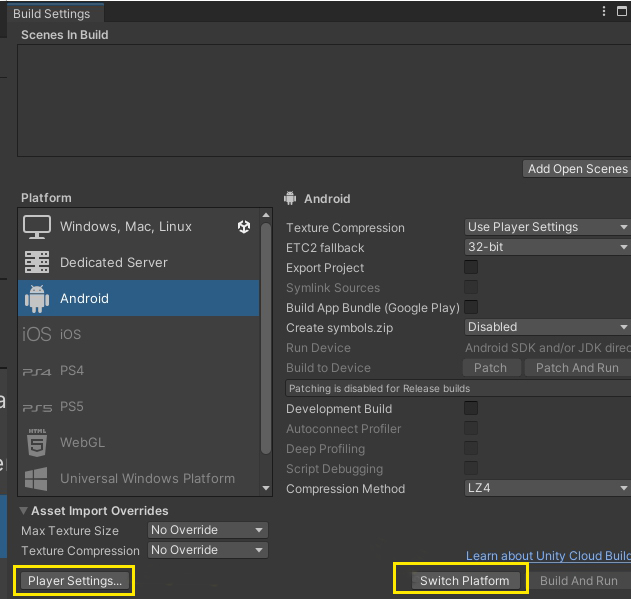 Build Settings
Scenes In Build
Add Open Scenes
Platform
Windows, Mac, Linux
Dedicated Server
Android
iOS iOS
PS4 PS4
PS5 PS5
HTML 5 WebGL
Universal Windows Platform
Android
Texture Compression Use Player Settings
ETC2 fallback 32-bit
Export Project
Symlink Sources
Build App Bundle (Google Play)
Create symbols.zip Disabled
Run Device Android SDK and/or JDK direc
Build to Device Patch Patch And Run
Patching is disabled for Release builds
Development Build
Autoconnect Profiler
Deep Profiling
Script Debugging
Compression Method LZ4
Asset Import Overrides
Max Texture Size No Override
Texture Compression No Override
Learn about Unity Cloud Build
Player Settings... Switch Platform Build And Run